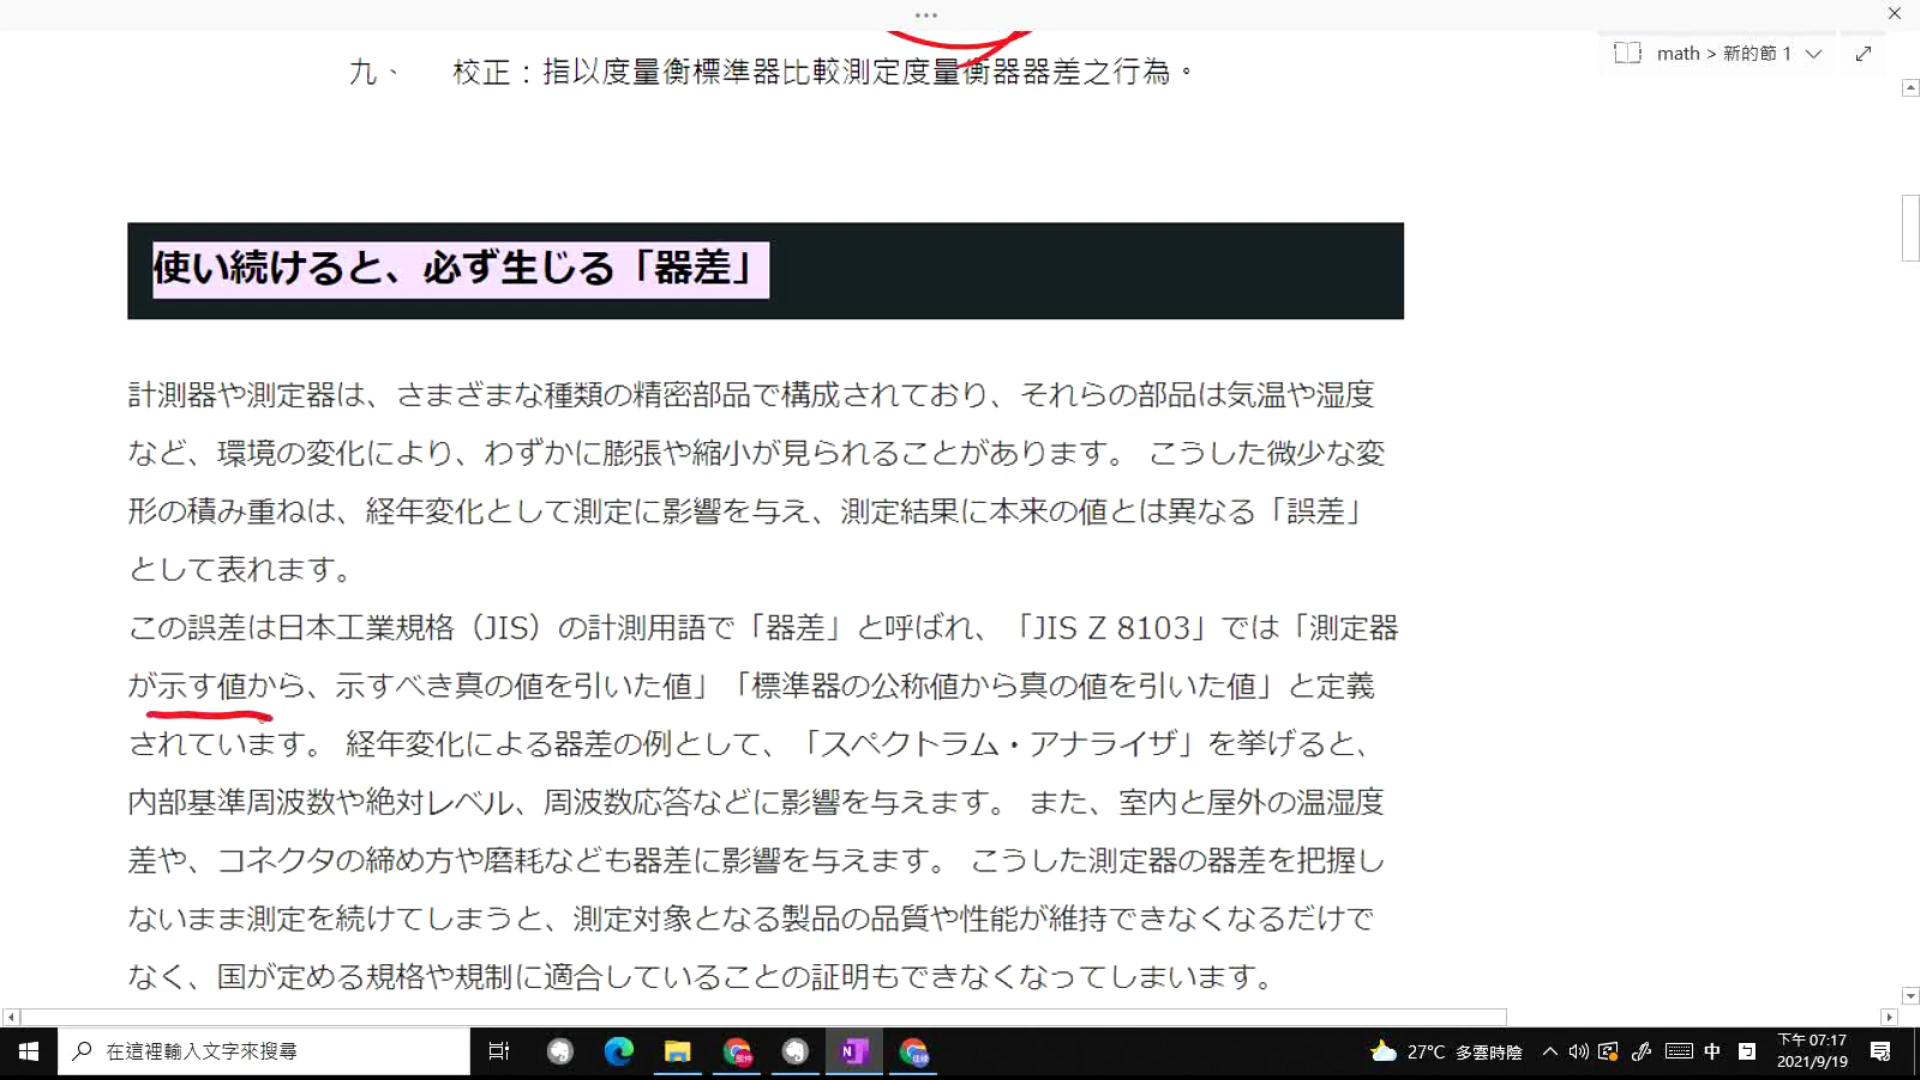 math > 新的節 1
九、 校正：指以度量衡標準器比較測定度量衡器器差之行為。
使い続けると、必ず生じる「器差」
計測器や測定器は、さまざまな種類の精密部品で構成されており、それらの部品は気温や湿度
など、環境の変化により、わずかに膨張や縮小が見られることがあります。 こうした微少な変
形の積み重ねは、経年変化として測定に影響を与え、測定結果に本来の値とは異なる「誤差」
として表れます。
この誤差は日本工業規格（JIS）の計測用語で「器差」と呼ばれ、「JIS Z 8103」では「測定器
が示す値から、示すべき真の値を引いた値」「標準器の公称値から真の値を引いた値」と定義
されています。 経年変化による器差の例として、「スペクトラム・アナライザ」を挙げると、
内部基準周波数や絶対レベル、周波数応答などに影響を与えます。 また、室内と屋外の温湿度
差や、コネクタの締め方や磨耗なども器差に影響を与えます。 こうした測定器の器差を把握し
ないまま測定を続けてしまうと、測定対象となる製品の品質や性能が維持できなくなるだけで
なく、国が定める規格や規制に適合していることの証明もできなくなってしまいます。
在這裡輸入文字來搜尋
27°C 多雲時陰
中
下午 07:17
2021/9/19